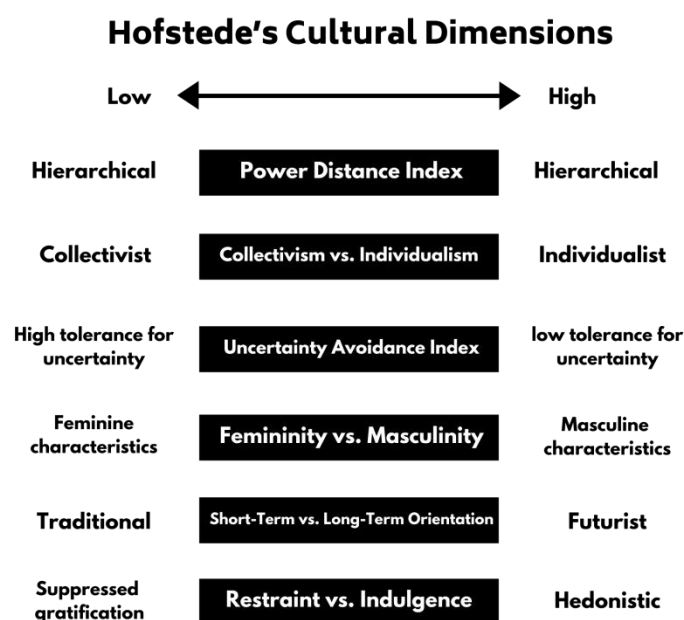 Hofstede's Cultural Dimensions
Low High
Hierarchical Power Distance Index Hierarchical
Collectivist Collectivism vs. Individualism Individualist
High tolerance for
uncertainty
Uncertainty Avoidance Index
low tolerance for
uncertainty
Feminine
characteristics
Femininity vs. Masculinity
Masculine
characteristics
Traditional Short-Term vs. Long-Term Orientation Futurist
Suppressed
gratification
Restraint vs. Indulgence Hedonistic